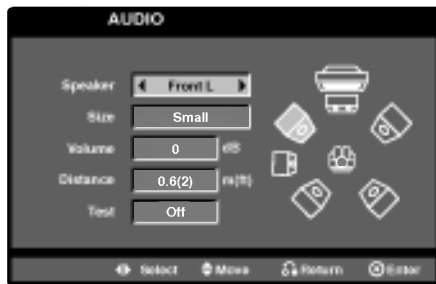 AUDIO
Speaker Front L
Size Small
Volume 0 dB
Distance 0.6(2) m(ft)
Test Off
Select Move Return Enter